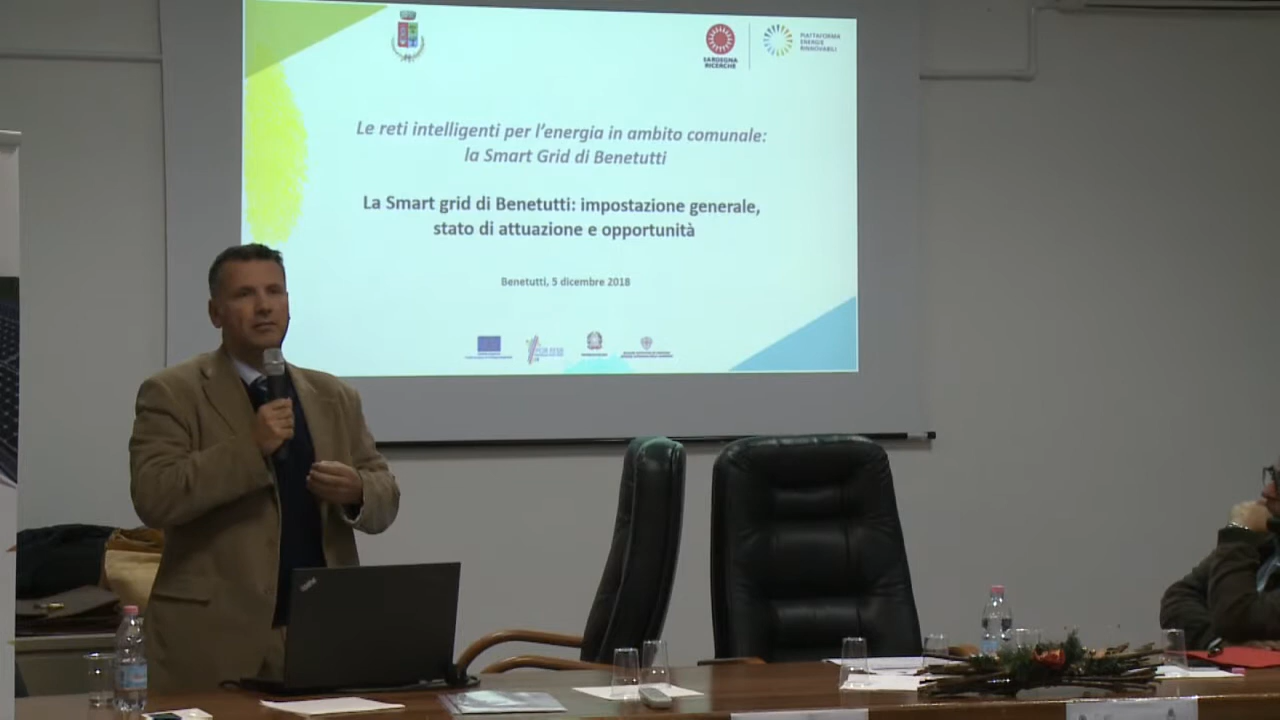 SARDEGNA
RICERCHE
PIATTAFORMA
ENERGIE
RINNOVABILI
Le reti intelligenti per l'energia in ambito comunale:
la Smart Grid di Benetutti
La Smart grid di Benetutti: impostazione generale,
stato di attuazione e opportunità
Benetutti, 5 dicembre 2018
ThinkPad